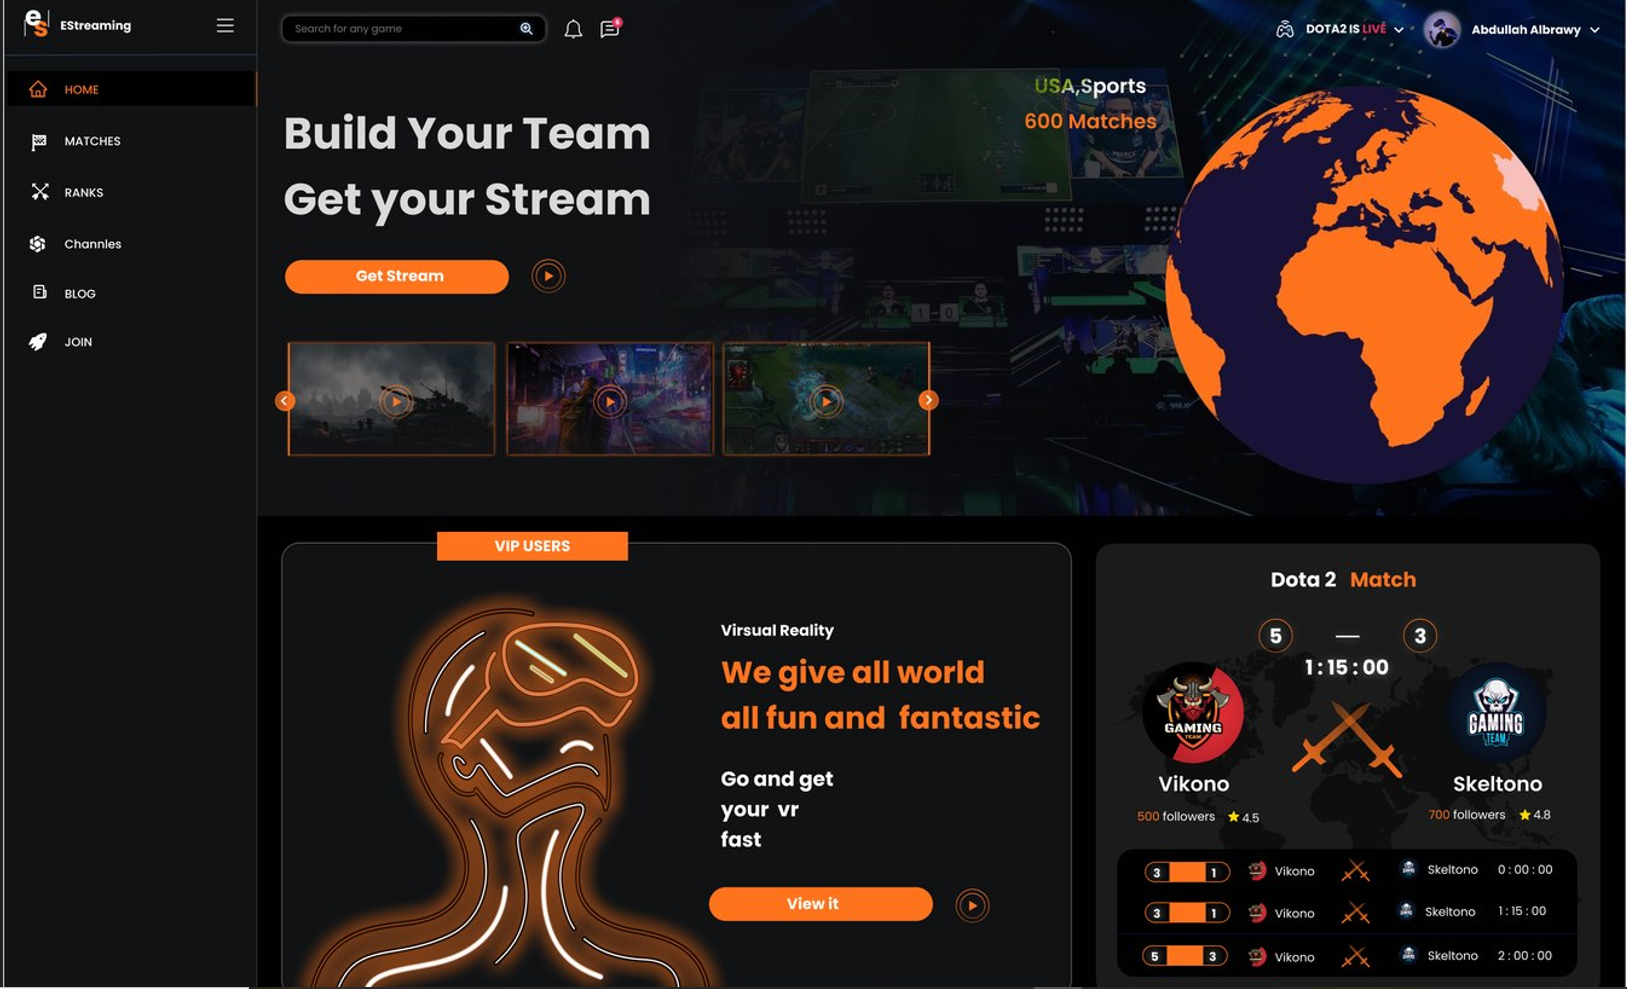 es EStreaming
Search for any game
6
DOTA2 IS LIVE
Abdullah Albrawy
HOME
MATCHES
RANKS
Channles
BLOG
JOIN
USA,Sports
600 Matches
Build Your Team
Get your Stream
Get Stream
1-0
VIP USERS
Virsual Reality
We give all world
all fun and fantastic
Go and get
your vr
fast
View it
Dota 2 Match
5 — 3
1:15:00
GAMING
TEAM
GAMING
TEAM
Vikono
Skeltono
500 followers 4.5
700 followers 4.8
3 1 Vikono Skeltono 0:00:00
3 1 Vikono Skeltono 1:15:00
5 3 Vikono Skeltono 2:00:00